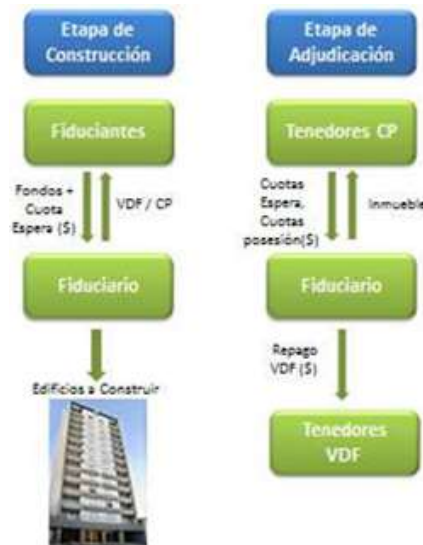 Etapa de
Construcción
Fiduciantes
Fondos +
Cuota
Espera ($)
VDF / CP
Fiduciario
Edificios a Construir
Etapa de
Adjudicación
Tenedores CP
Cuotas
Espera,
Cuotas
posesión($)
Inmueble
Fiduciario
Repago
VDF ($)
Tenedores
VDF